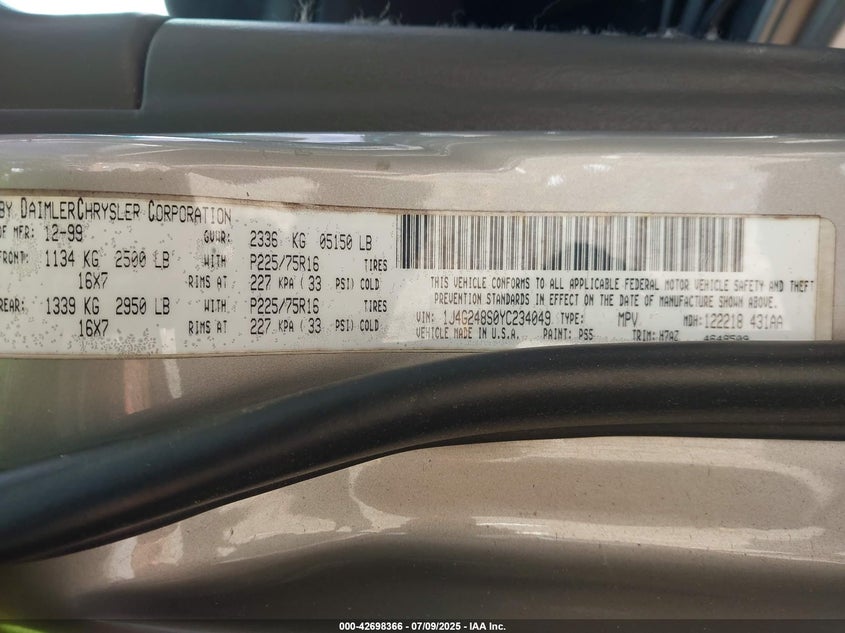 BY DAIMLERCHRYSLER CORPORATION
OF MFR: 12-99 GVWR: 2336 KG 05150 LB
FRONT: 1134 KG 2500 LB WITH P225/75R16 TIRES
16X7 RIMS AT 227 KPA ( 33 PSI) COLD
REAR: 1339 KG 2950 LB WITH P225/75R16 TIRES
16X7 RIMS AT 227 KPA ( 33 PSI) COLD
THIS VEHICLE CONFORMS TO ALL APPLICABLE FEDERAL MOTOR VEHICLE SAFETY AND THEFT
PREVENTION STANDARDS IN EFFECT ON THE DATE OF MANUFACTURE SHOWN ABOVE.
VIN: 1J4G248S0YC234049 TYPE: MPV MDH: 122218 431AA
VEHICLE MADE IN U.S.A. PAINT: PS5 TRIM: H7AZ
000-42698366 - 07/09/2025 - IAA Inc.